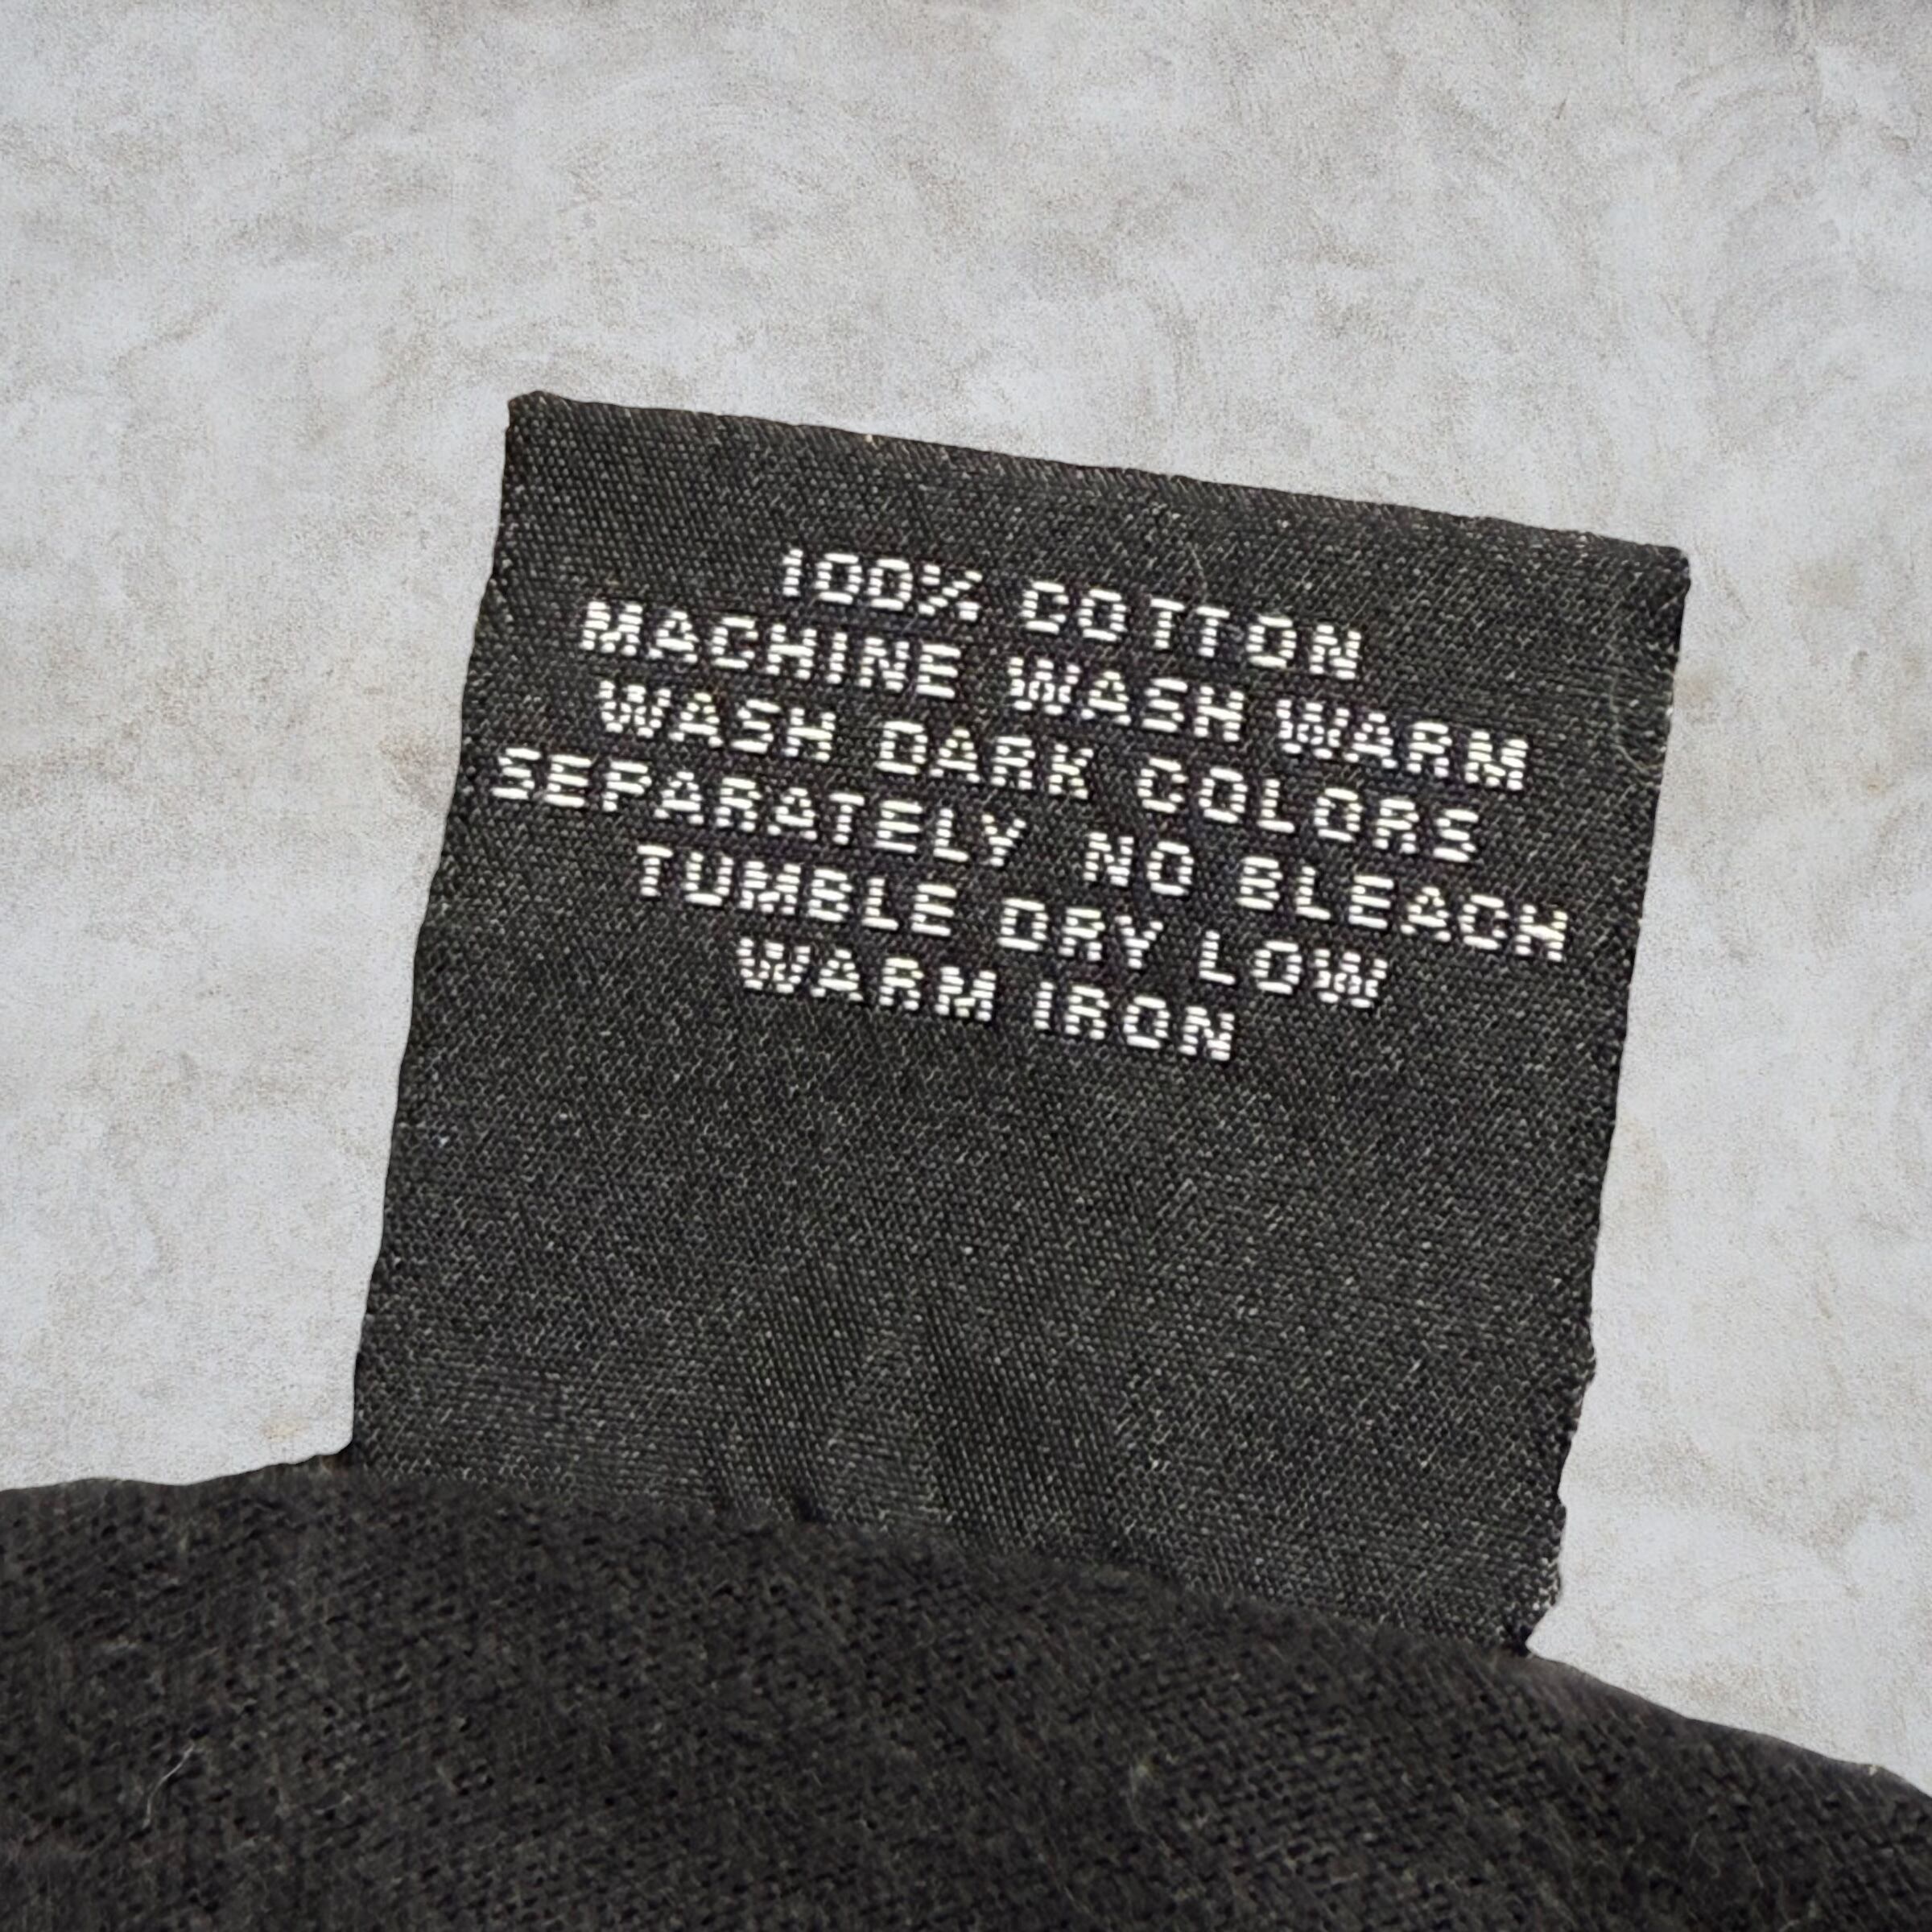 100% COTTON
MACHINE WASH WARM
WASH DARK COLORS
SEPARATELY NO BLEACH
TUMBLE DRY LOW
WARM IRON